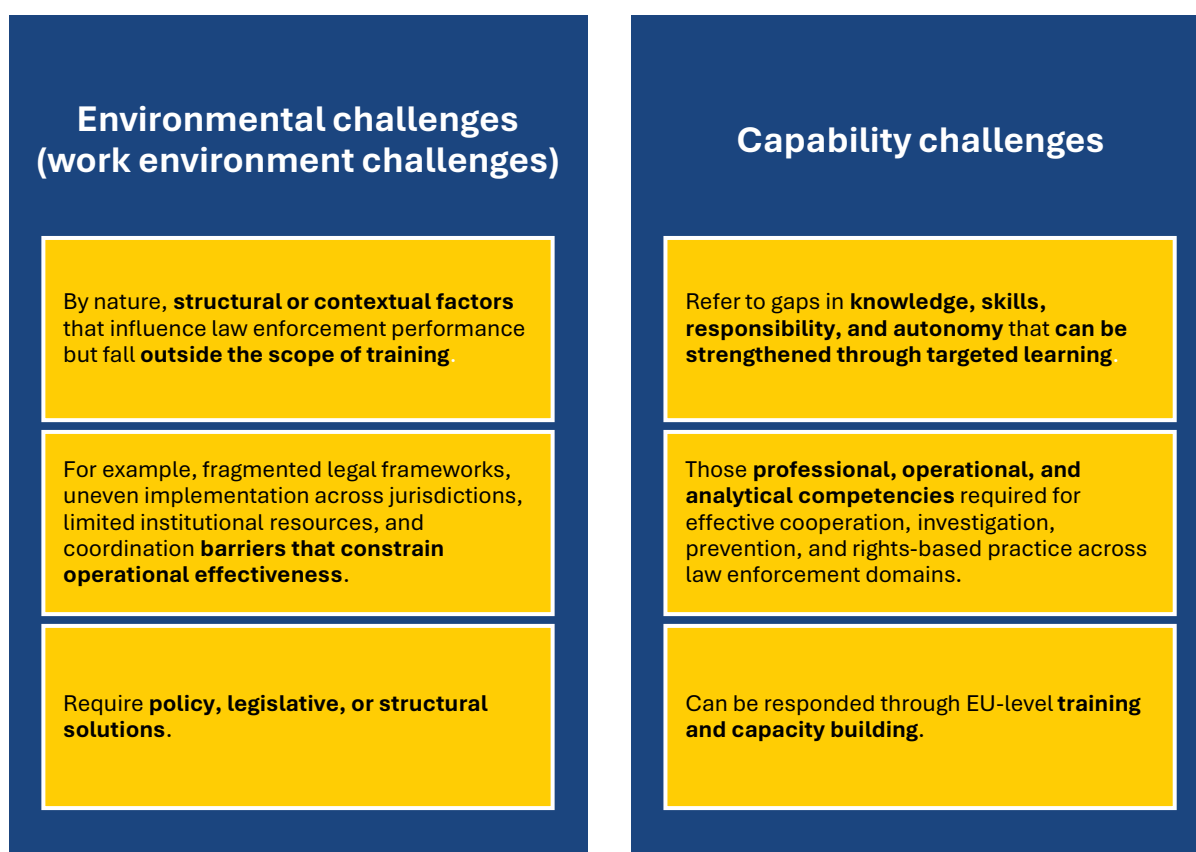 Environmental challenges
(work environment challenges)
By nature, structural or contextual factors
that influence law enforcement performance
but fall outside the scope of training.
For example, fragmented legal frameworks,
uneven implementation across jurisdictions,
limited institutional resources, and
coordination barriers that constrain
operational effectiveness.
Require policy, legislative, or structural
solutions.
Capability challenges
Refer to gaps in knowledge, skills,
responsibility, and autonomy that can be
strengthened through targeted learning.
Those professional, operational, and
analytical competencies required for
effective cooperation, investigation,
prevention, and rights-based practice across
law enforcement domains.
Can be responded through EU-level training
and capacity building.